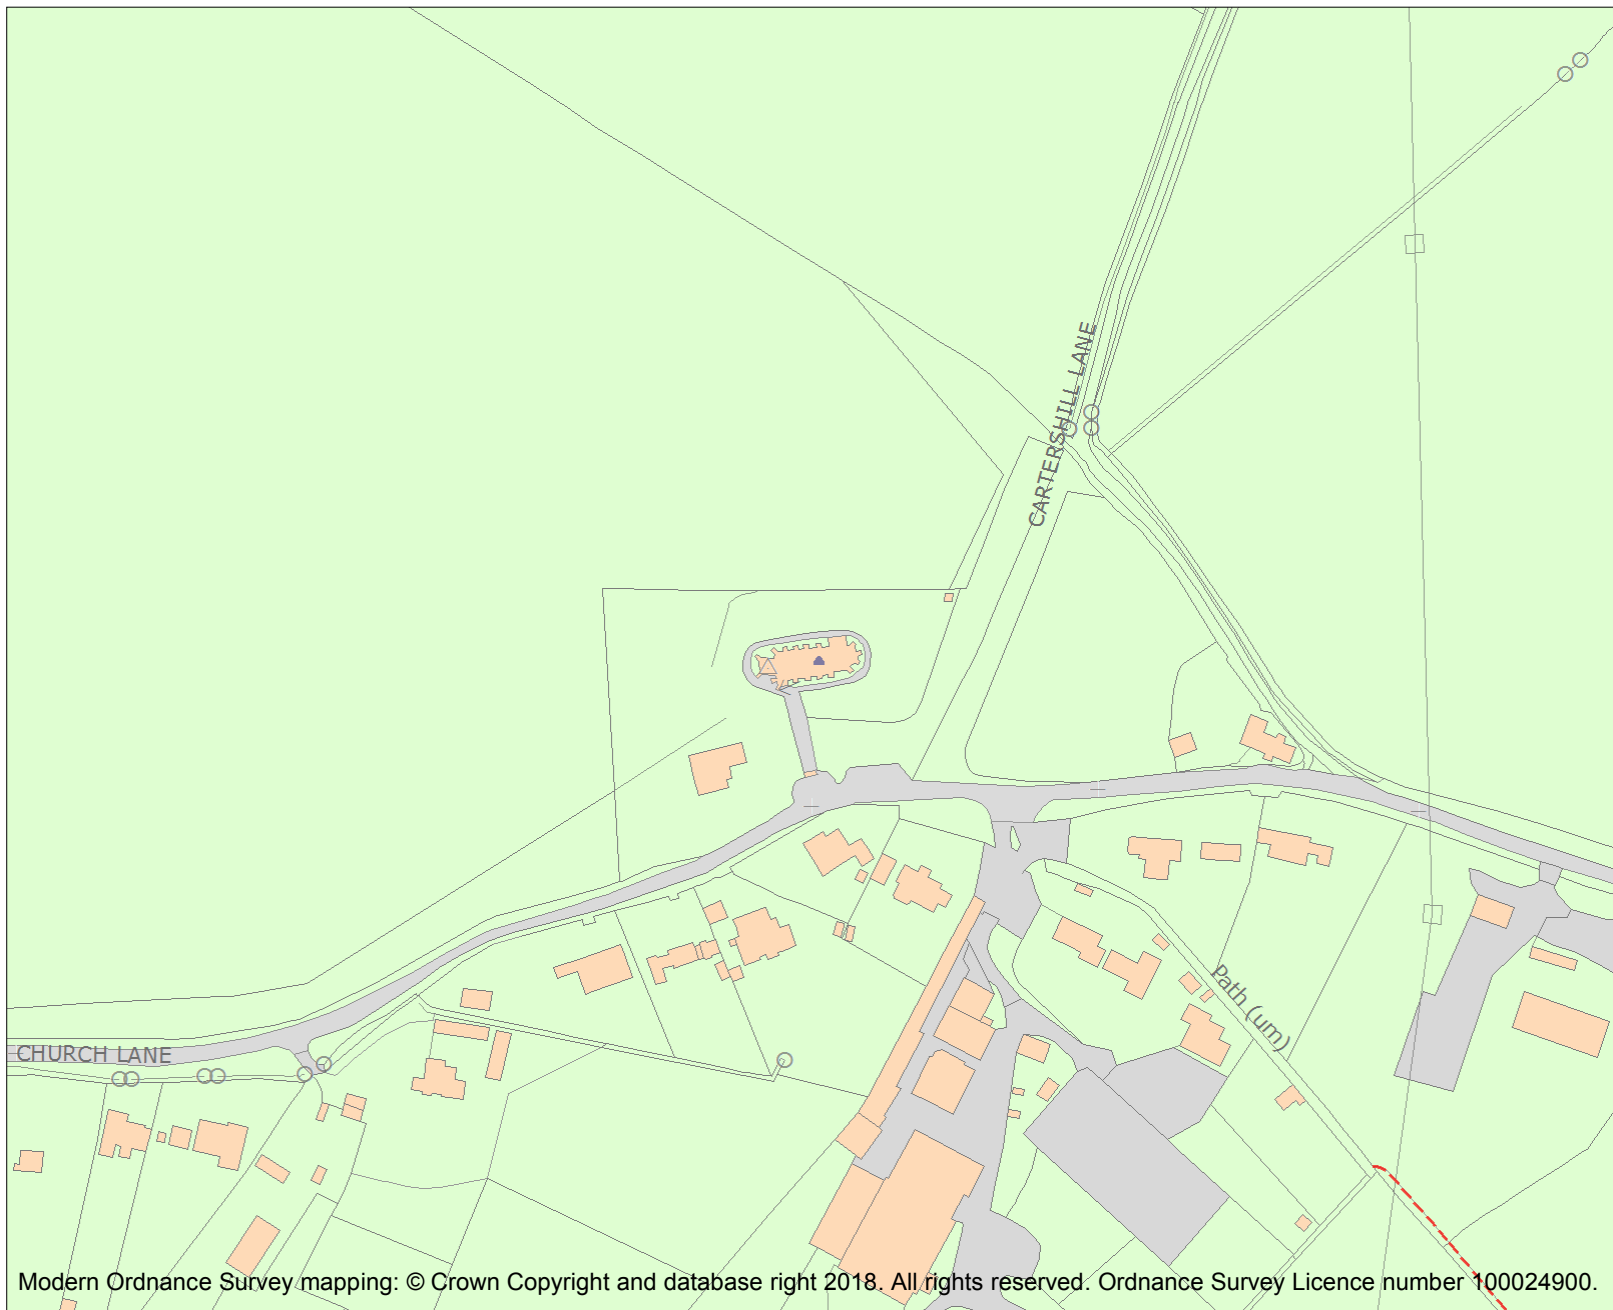 CARTERSHILL LANE
Path (um)
CHURCH LANE
Modern Ordnance Survey mapping: © Crown Copyright and database right 2018. All rights reserved. Ordnance Survey Licence number 100024900.